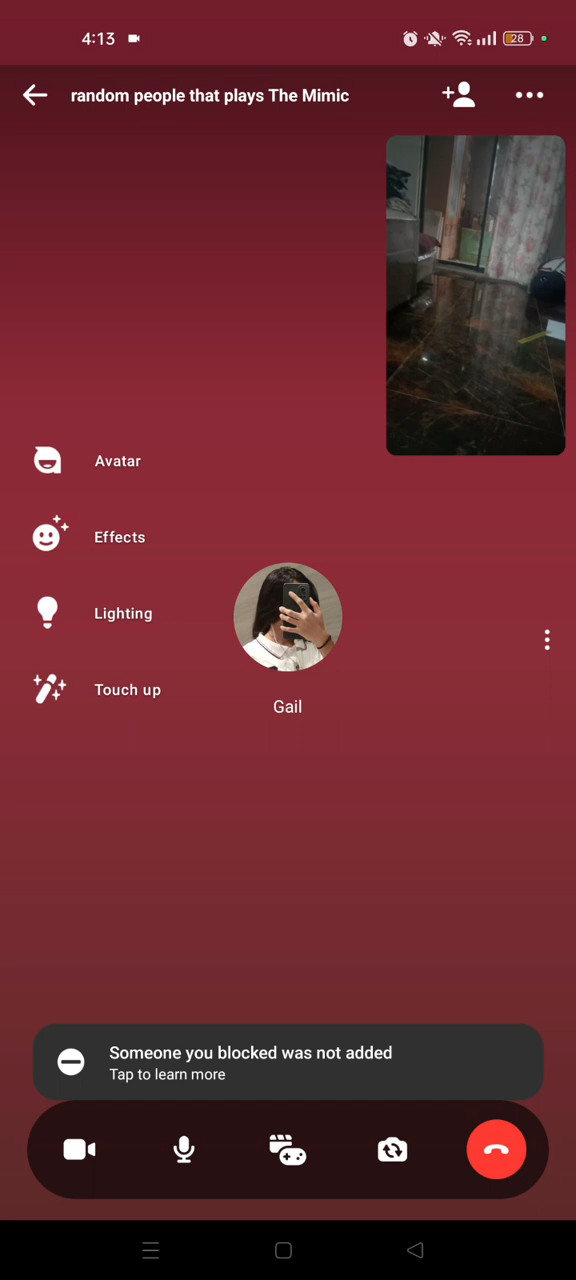 4:13
28
random people that plays The Mimic
Avatar
Effects
Lighting
Touch up
Gail
Someone you blocked was not added
Tap to learn more